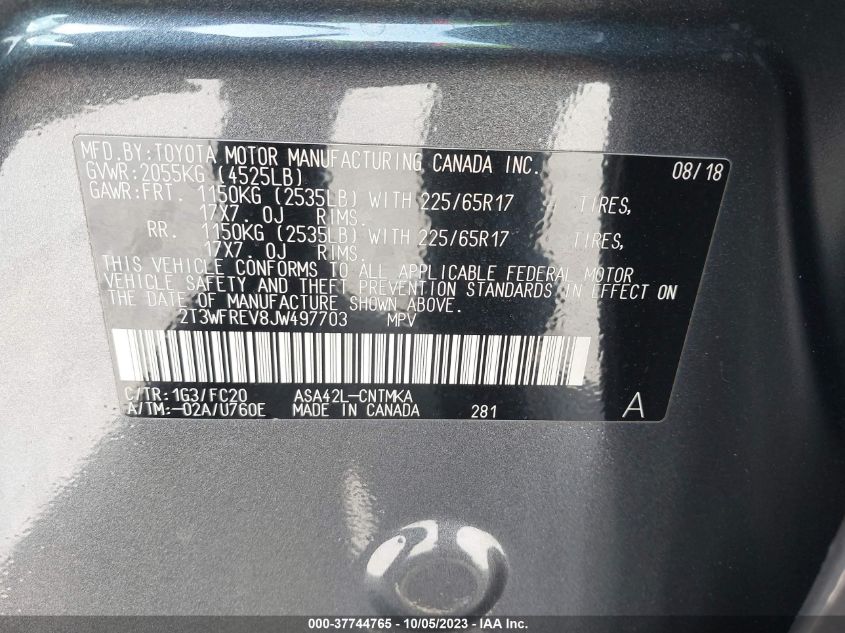 MFD.BY:TOYOTA MOTOR MANUFACTURING CANADA INC. 08/18
GVWR:2055KG (4525LB)
GAWR:FRT. 1150KG (2535LB) WITH 225/65R17 TIRES,
17X7. 0J RIMS.
RR. 1150KG (2535LB) WITH 225/65R17 TIRES,
17X7. 0J RIMS.
THIS VEHICLE CONFORMS TO ALL APPLICABLE FEDERAL MOTOR
VEHICLE SAFETY AND THEFT PREVENTION STANDARDS IN EFFECT ON
THE DATE OF MANUFACTURE SHOWN ABOVE.
2T3WFREV8JW497703 MPV
C/TR:1G3/FC20 ASA42L-CNTMKA
A/TM:-02A/U760E MADE IN CANADA 281 A
000-37744765 - 10/05/2023 - IAA Inc.